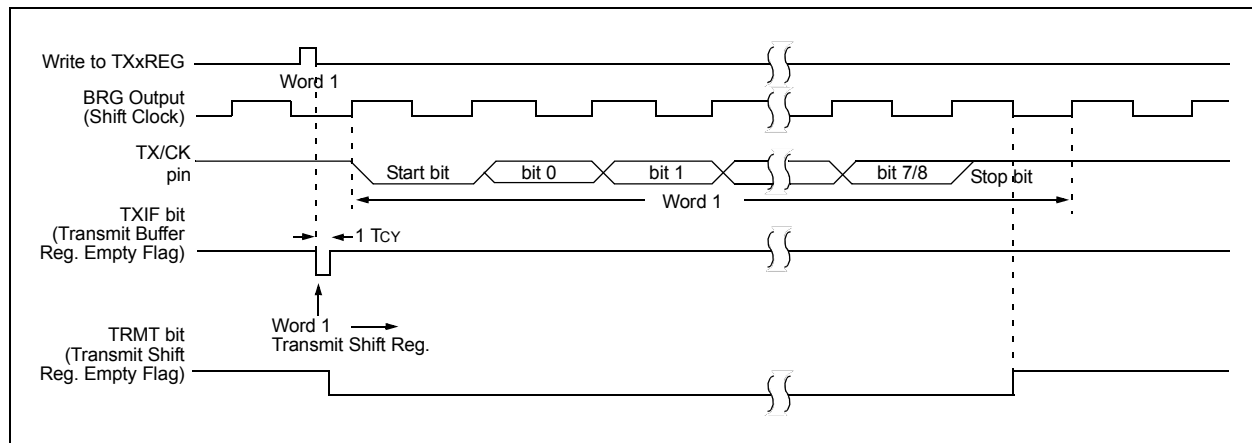 Write to TXxREG
Word 1
BRG Output
(Shift Clock)
TX/CK
pin
Start bit bit 0 bit 1 bit 7/8 Stop bit
Word 1
TXIF bit
(Transmit Buffer
Reg. Empty Flag)
1 TCY
Word 1
Transmit Shift Reg.
TRMT bit
(Transmit Shift
Reg. Empty Flag)